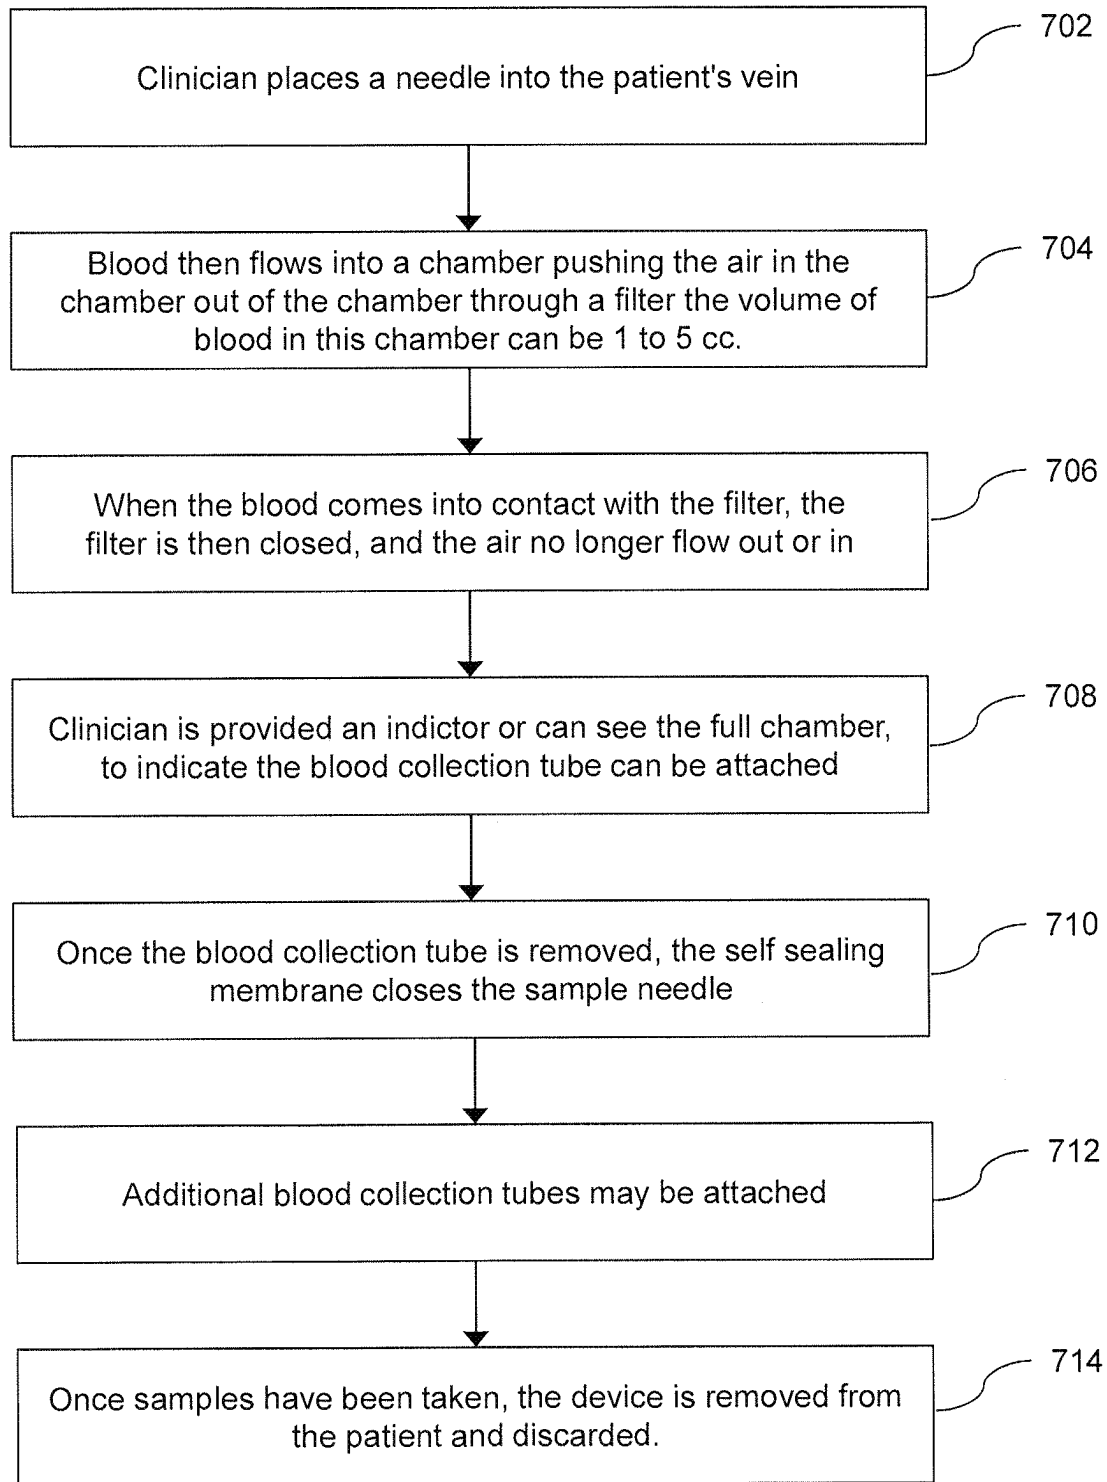 702
Clinician places a needle into the patient's vein
704
Blood then flows into a chamber pushing the air in the
chamber out of the chamber through a filter the volume of
blood in this chamber can be 1 to 5 cc.
706
When the blood comes into contact with the filter, the
filter is then closed, and the air no longer flow out or in
708
Clinician is provided an indictor or can see the full chamber,
to indicate the blood collection tube can be attached
710
Once the blood collection tube is removed, the self sealing
membrane closes the sample needle
712
Additional blood collection tubes may be attached
714
Once samples have been taken, the device is removed from
the patient and discarded.